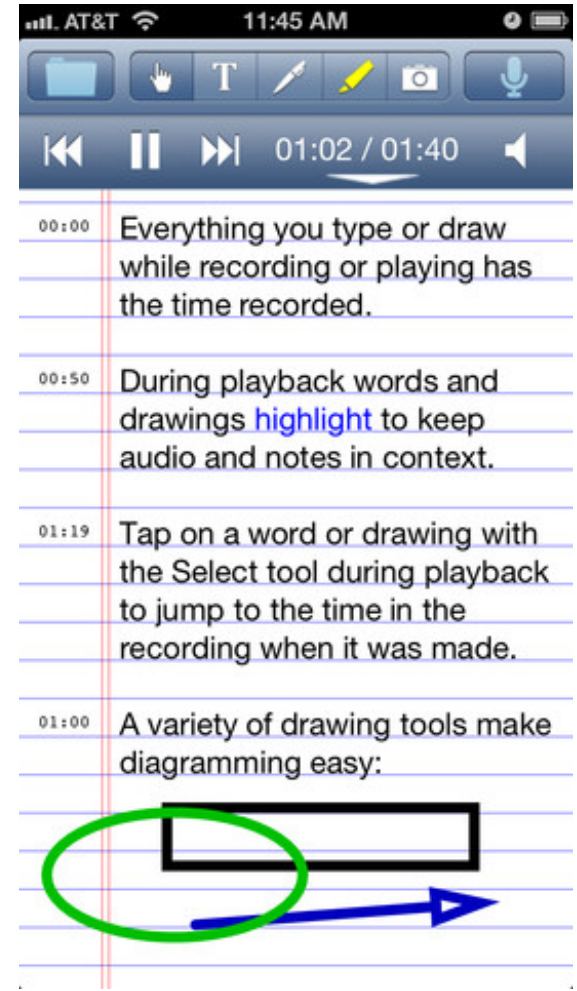 AT&T 11:45 AM
T
01:02 / 01:40
00:00 Everything you type or draw
while recording or playing has
the time recorded.
00:50 During playback words and
drawings highlight to keep
audio and notes in context.
01:19 Tap on a word or drawing with
the Select tool during playback
to jump to the time in the
recording when it was made.
01:00 A variety of drawing tools make
diagramming easy: